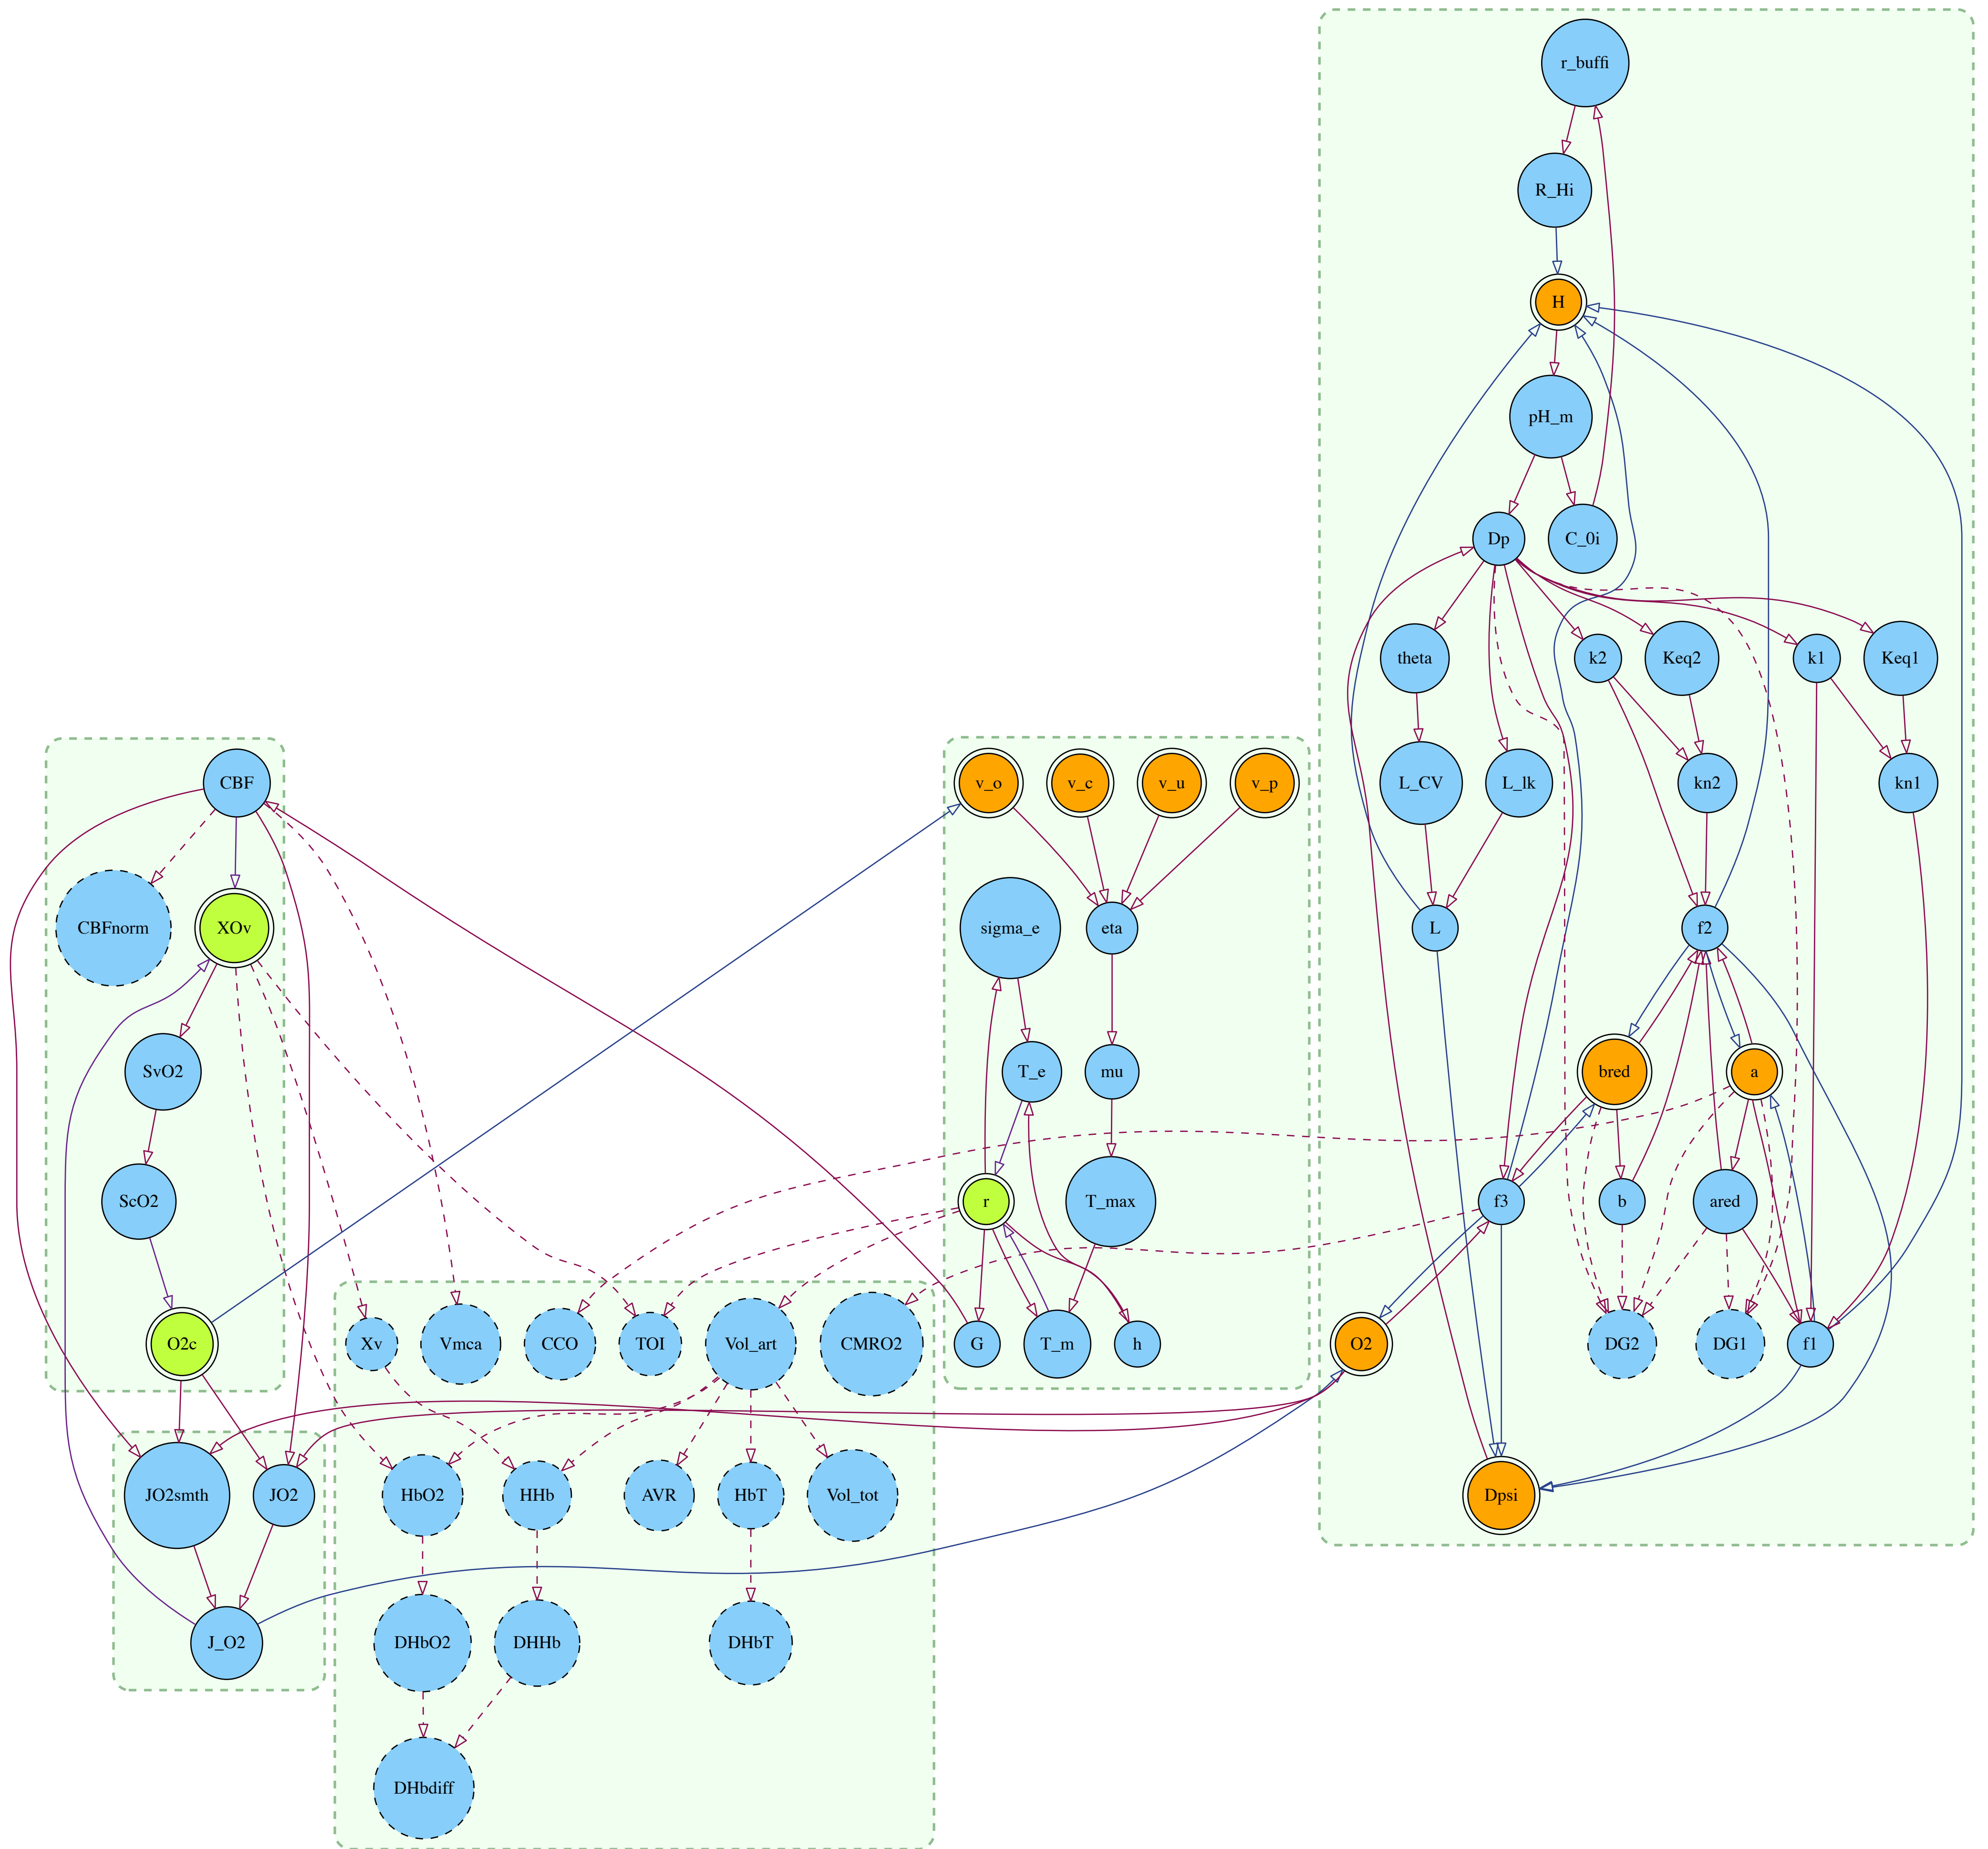 r_buffi
R_Hi
H
pH_m
Dp
C_0i
theta
k2
Keq2
k1
Keq1
CBF
v_o
v_c
v_u
v_p
L_CV
L_lk
kn2
kn1
CBFnorm
XOv
sigma_e
eta
L
f2
SvO2
T_e
mu
bred
a
ScO2
r
T_max
f3
b
ared
O2c
Xv
Vmca
CCO
TOI
Vol_art
CMRO2
G
T_m
h
O2
DG2
DG1
f1
JO2smth
JO2
HbO2
HHb
AVR
HbT
Vol_tot
Dpsi
J_O2
DHbO2
DHHb
DHbT
DHbdiff